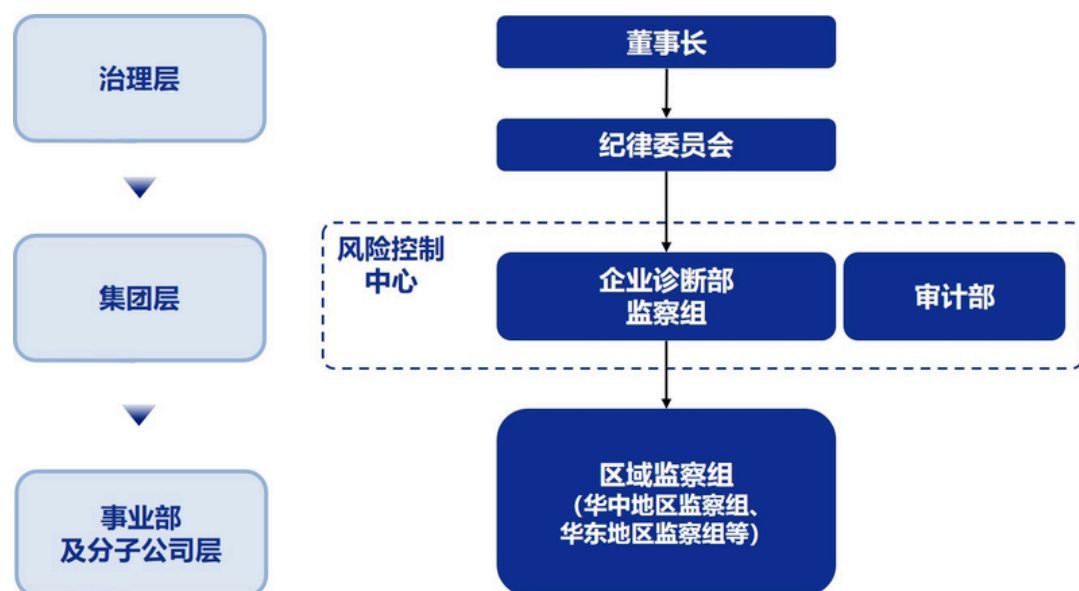 治理层
董事长
纪律委员会
集团层
风险控制
中心
企业诊断部
监察组
审计部
事业部
及分子公司层
区域监察组
（华中地区监察组、
华东地区监察组等）